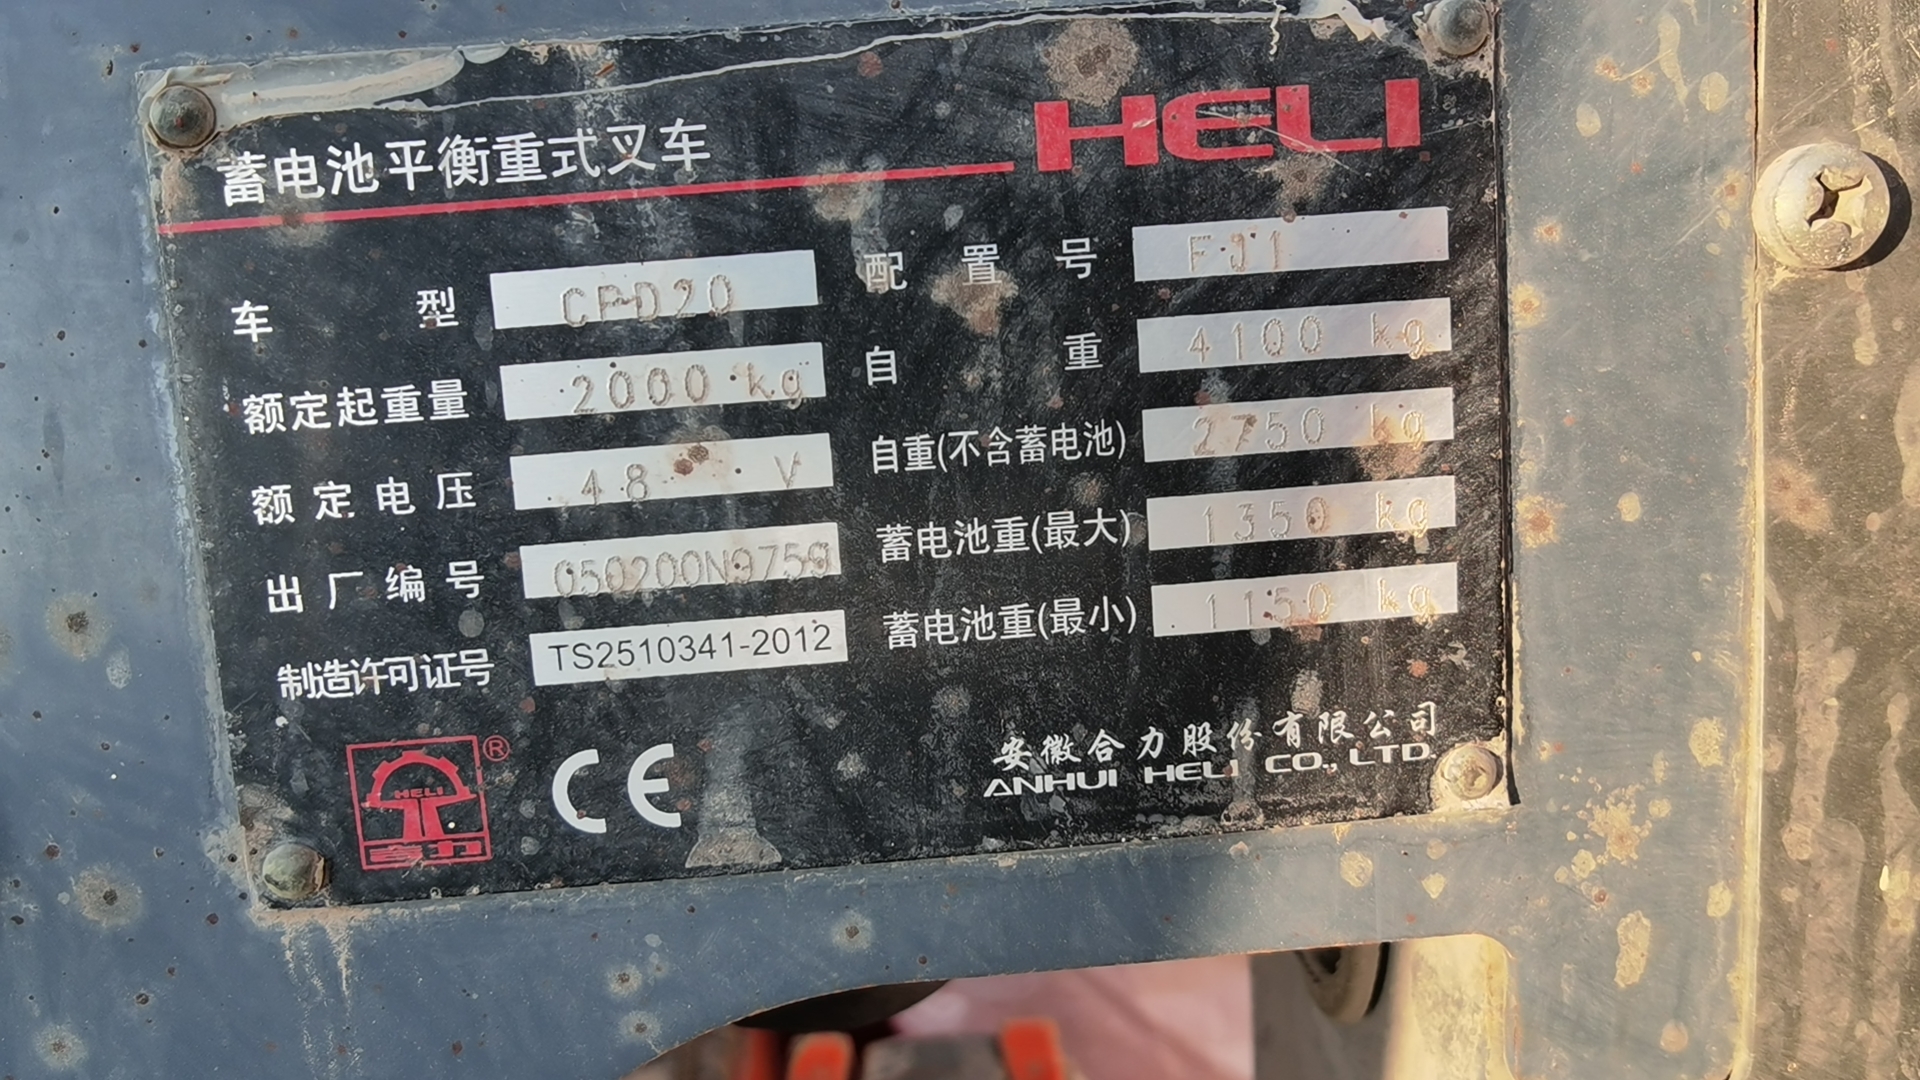 蓄电池平衡重式叉车
HELI
车型 CPD20
配置号 FJ1
额定起重量 2000 kg
自重 4100 kg
额定电压 48 V
自重(不含蓄电池) 2750 kg
出厂编号 050200N9759
蓄电池重(最大) 1350 kg
制造许可证号 TS2510341-2012
蓄电池重(最小) 1150 kg
HELI
合力
®
CE
安徽合力股份有限公司
ANHUI HELI CO., LTD.